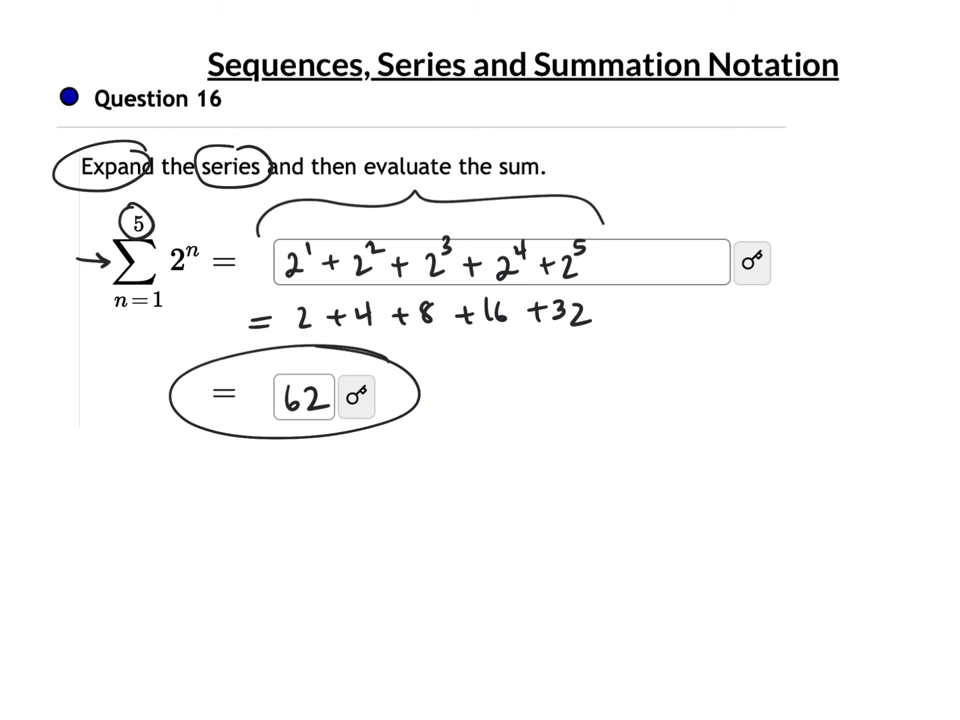 Sequences, Series and Summation Notation
Question 16
Expand the series and then evaluate the sum.
5
∑ 2ⁿ = 2¹ + 2² + 2³ + 2⁴ + 2⁵
n=1
= 2 + 4 + 8 + 16 + 32
= 62